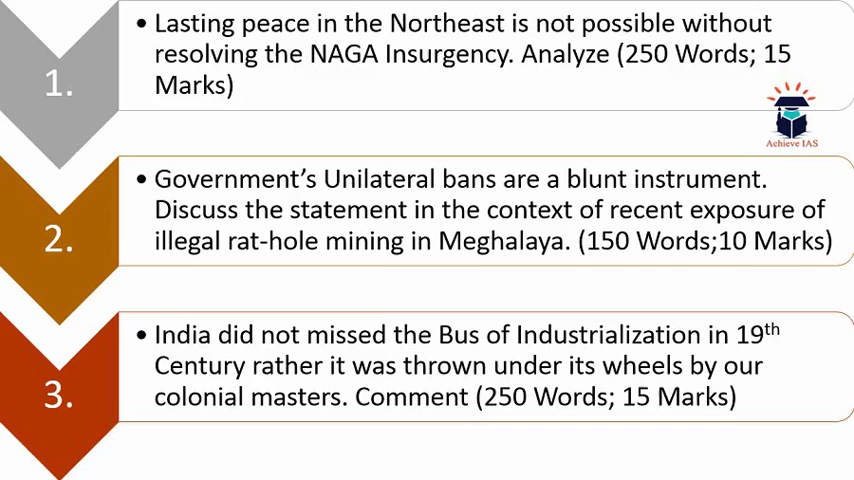 1.
• Lasting peace in the Northeast is not possible without
resolving the NAGA Insurgency. Analyze (250 Words; 15
Marks)
Achieve IAS
2.
• Government’s Unilateral bans are a blunt instrument.
Discuss the statement in the context of recent exposure of
illegal rat-hole mining in Meghalaya. (150 Words;10 Marks)
3.
• India did not missed the Bus of Industrialization in 19th
Century rather it was thrown under its wheels by our
colonial masters. Comment (250 Words; 15 Marks)